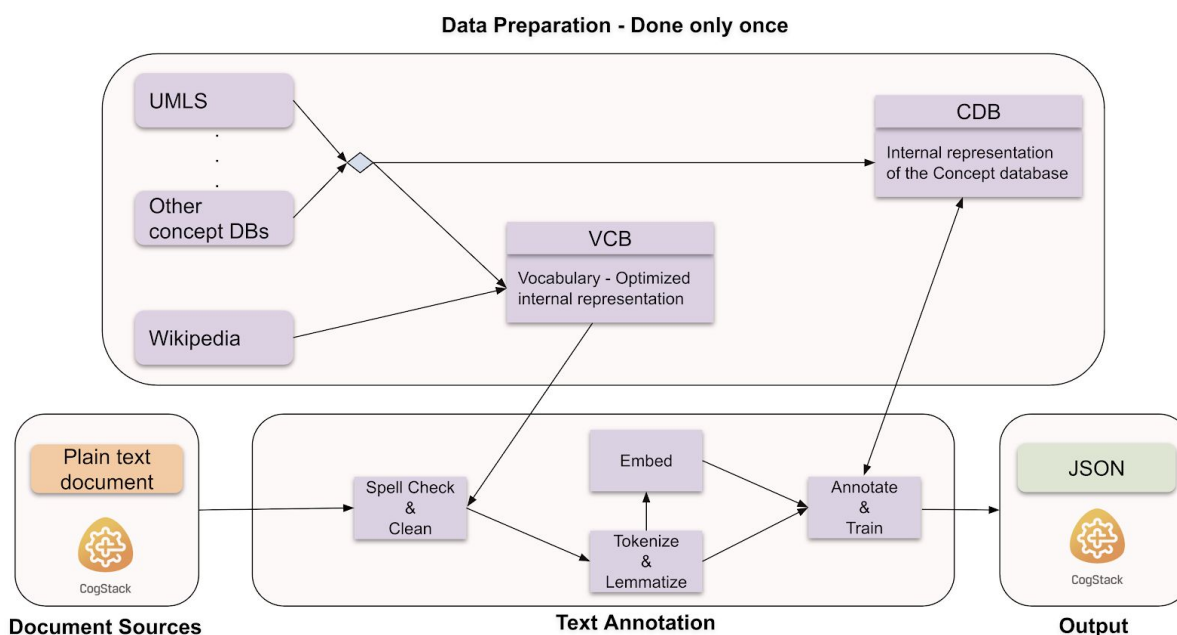 Data Preparation - Done only once
UMLS
.
.
.
Other
concept DBs
Wikipedia
VCB
Vocabulary - Optimized
internal representation
CDB
Internal representation
of the Concept database
Plain text
document
CogStack
Document Sources
Spell Check
&
Clean
Embed
Tokenize
&
Lemmatize
Annotate
&
Train
Text Annotation
JSON
CogStack
Output